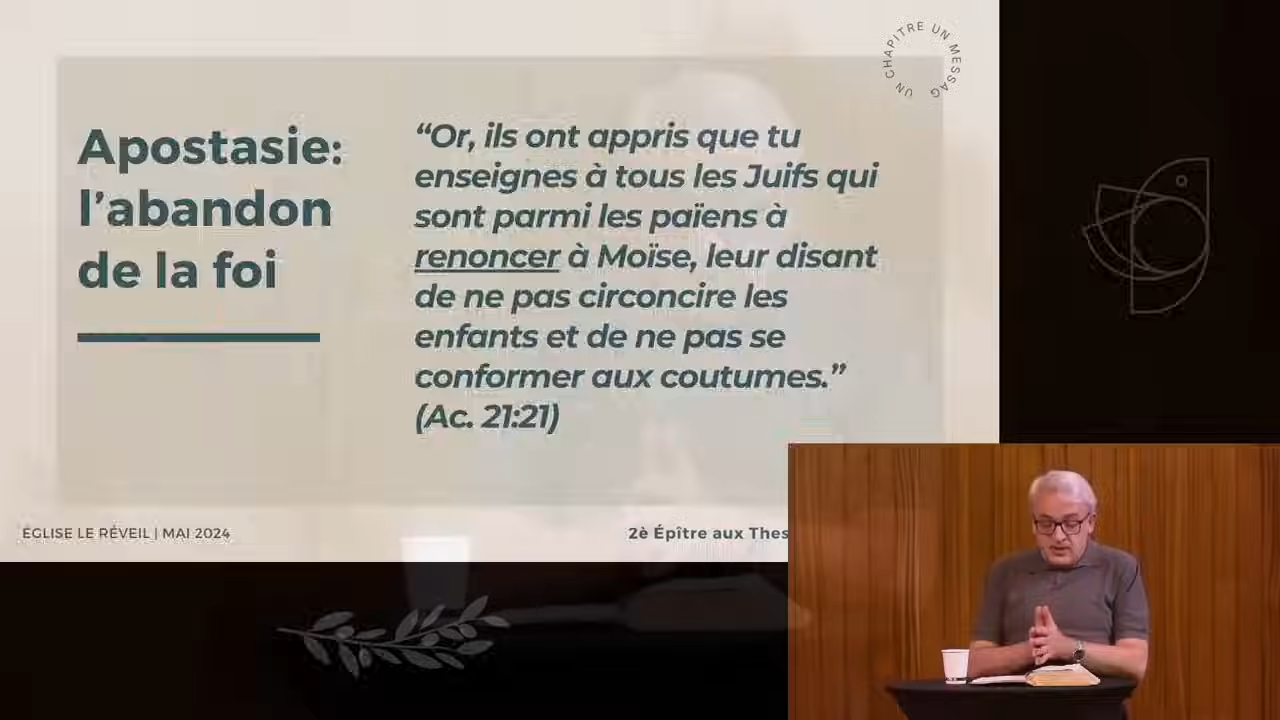 UN CHAPITRE UN MESSAG
Apostasie:
l’abandon
de la foi
“Or, ils ont appris que tu
enseignes à tous les Juifs qui
sont parmi les païens à
renoncer à Moïse, leur disant
de ne pas circoncire les
enfants et de ne pas se
conformer aux coutumes.”
(Ac. 21:21)
ÉGLISE LE RÉVEIL | MAI 2024
2è Épître aux Thes